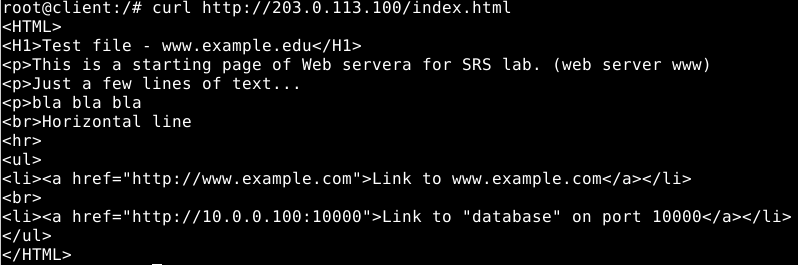 root@client:/# curl http://203.0.113.100/index.html
<HTML>
<H1>Test file - www.example.edu</H1>
<p>This is a starting page of Web servera for SRS lab. (web server www)
<p>Just a few lines of text...
<p>bla bla bla
<br>Horizontal line
<hr>
<ul>
<li><a href="http://www.example.com">Link to www.example.com</a></li>
<br>
<li><a href="http://10.0.0.100:10000">Link to "database" on port 10000</a></li>
</ul>
</HTML>